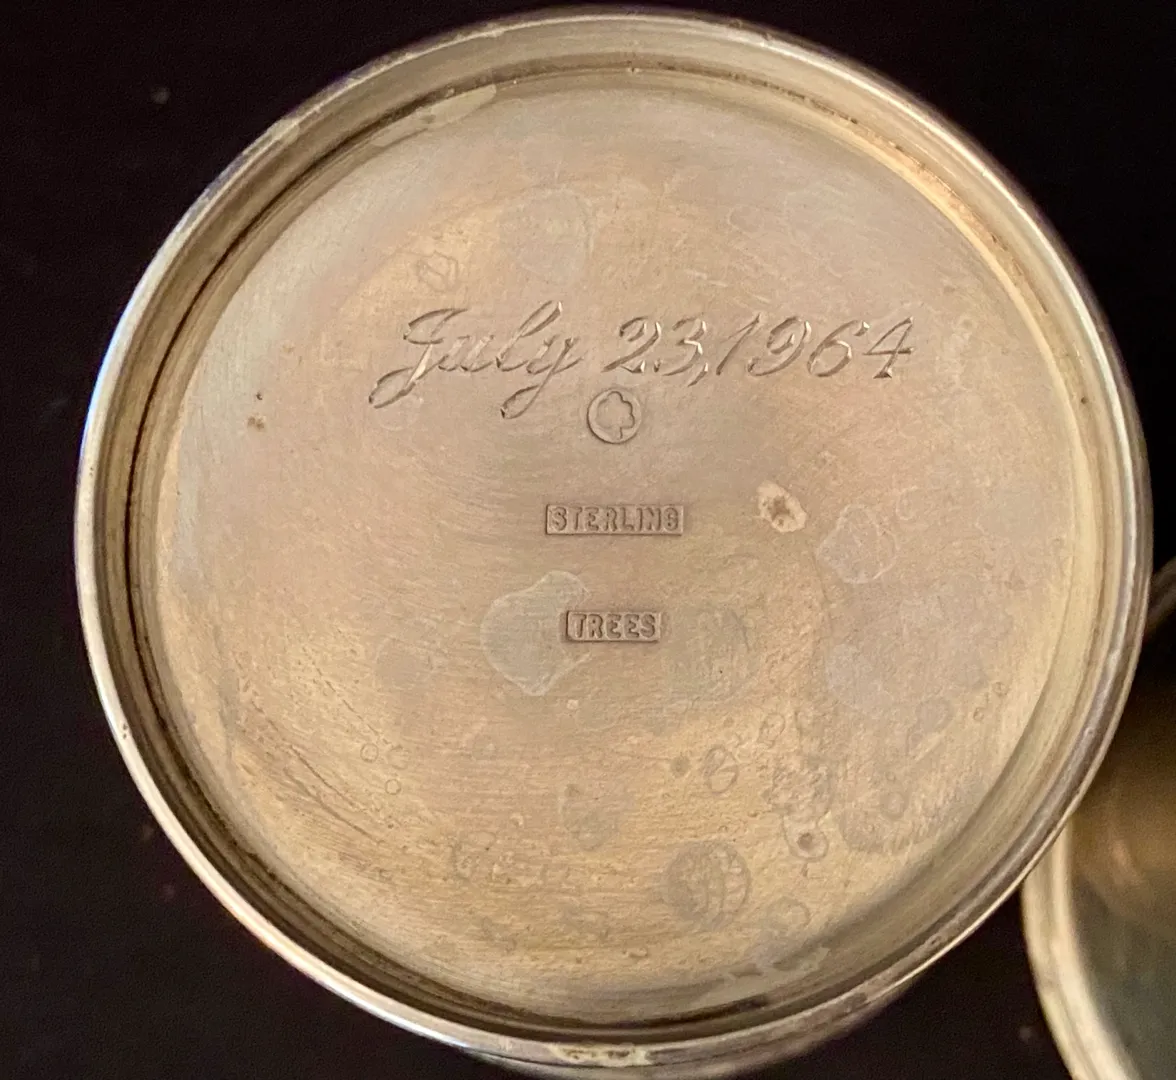 July 23, 1964
STERLING
TREES